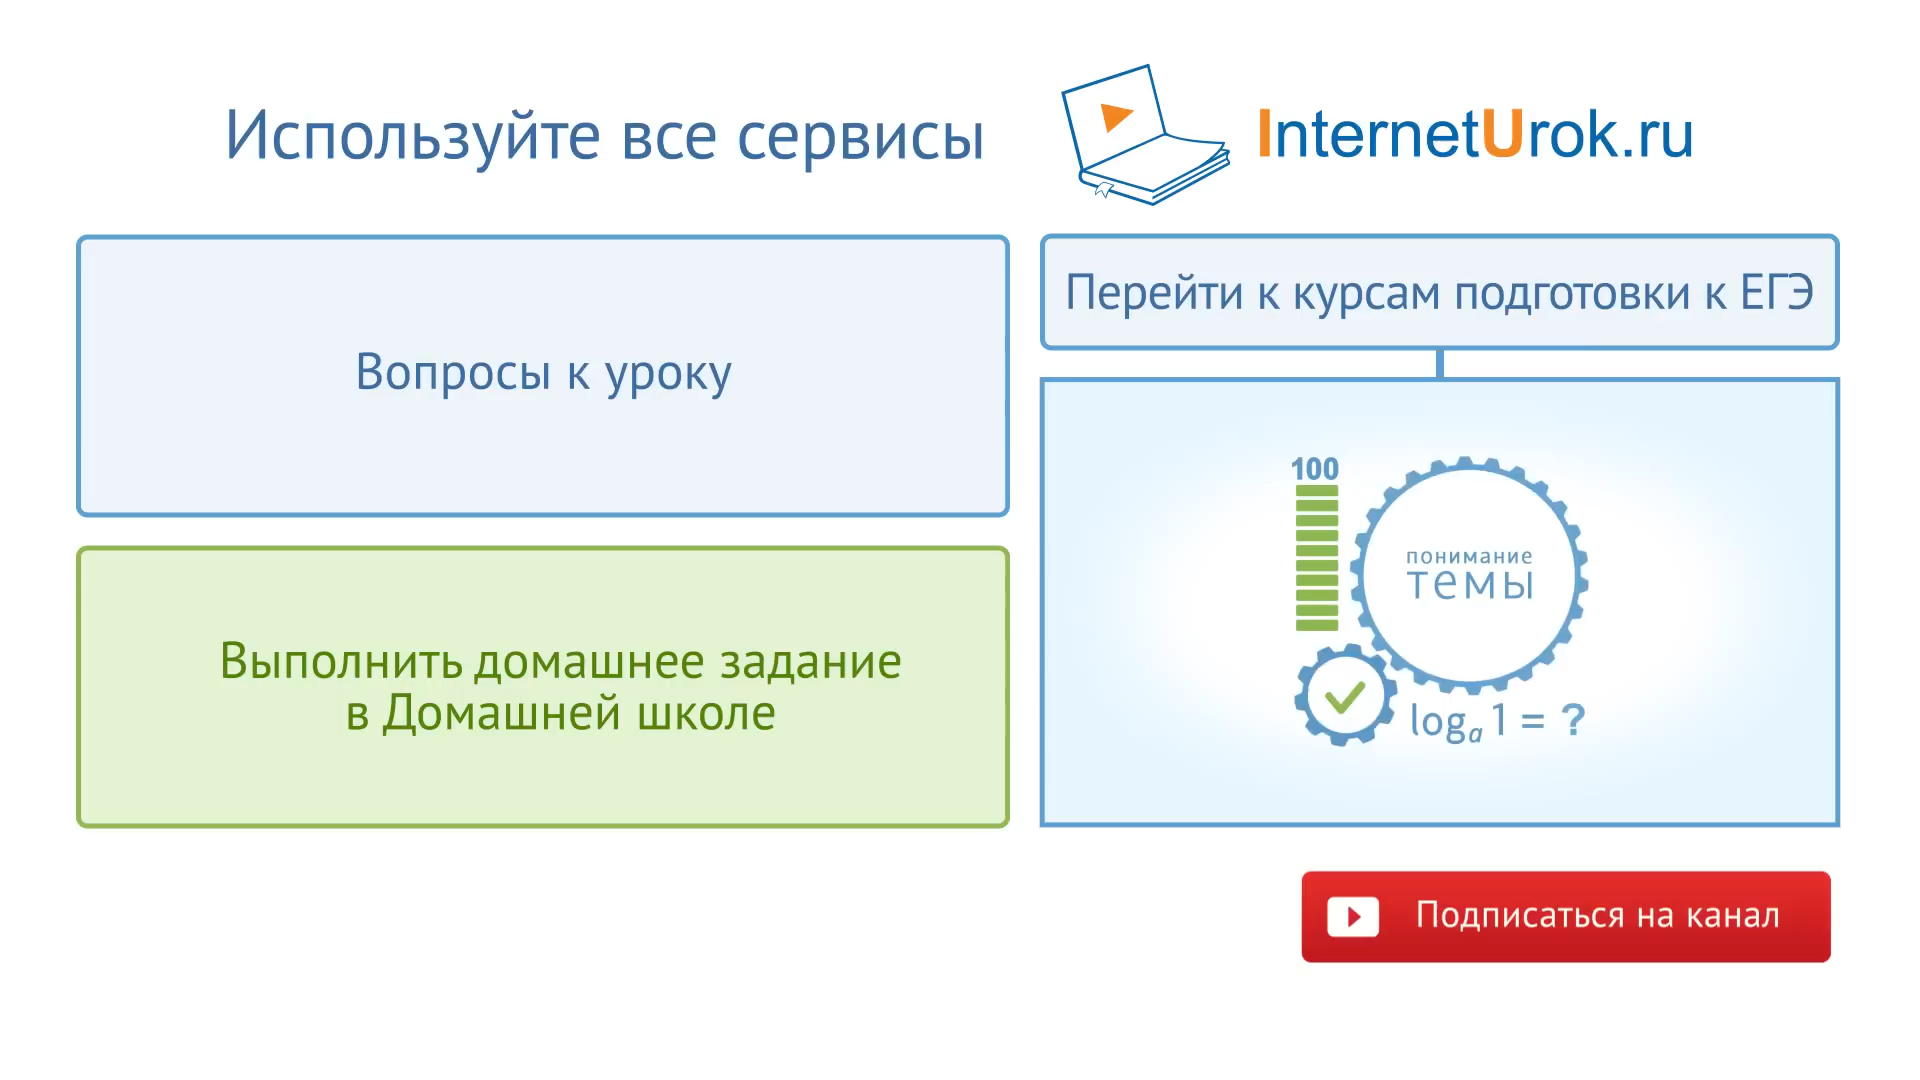 Используйте все сервисы
InternetUrok.ru
Вопросы к уроку
Выполнить домашнее задание
в Домашней школе
Перейти к курсам подготовки к ЕГЭ
100
понимание
темы
logₐ 1 = ?
Подписаться на канал